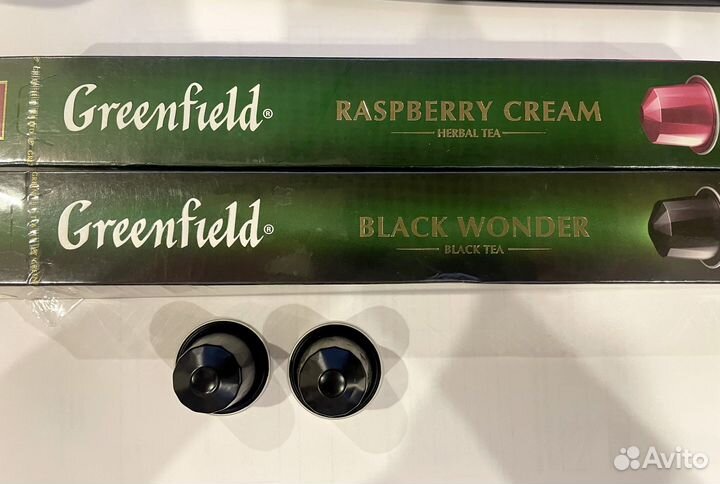 Greenfield®
RASPBERRY CREAM
HERBAL TEA
Greenfield®
BLACK WONDER
BLACK TEA
Avito